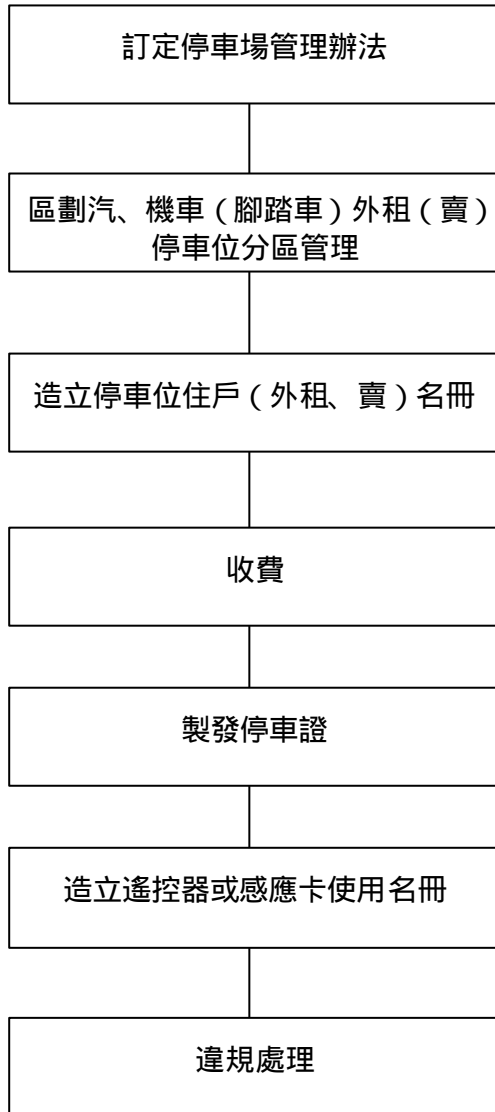 訂定停車場管理辦法
區劃汽、機車（腳踏車）外租（賣）
停車位分區管理
造立停車位住戶（外租、賣）名冊
收費
製發停車證
造立遙控器或感應卡使用名冊
違規處理